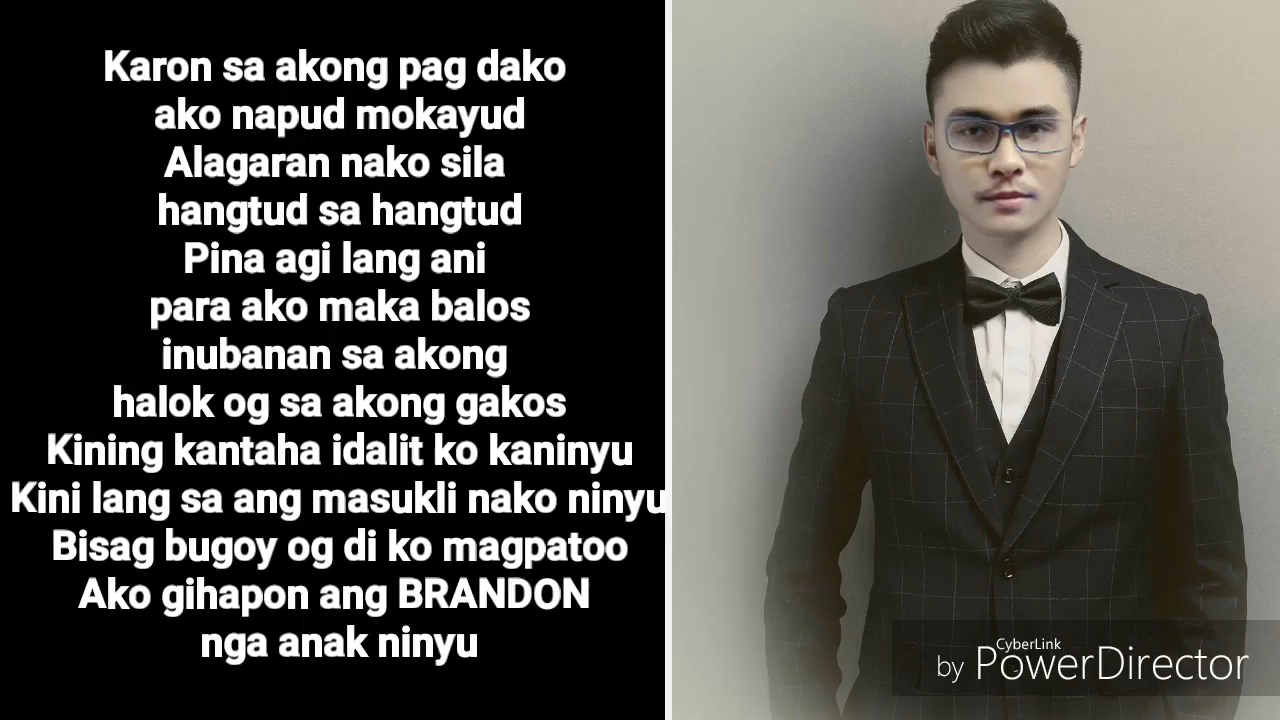 Karon sa akong pag dako
ako napud mokayud
Alagaran nako sila
hangtud sa hangtud
Pina agi lang ani
para ako maka balos
inubanan sa akong
halok og sa akong gakos
Kining kantaha idalit ko kaninyu
Kini lang sa ang masukli nako ninyu
Bisag bugoy og di ko magpatoo
Ako gihapon ang BRANDON
nga anak ninyu
CyberLink
by PowerDirector